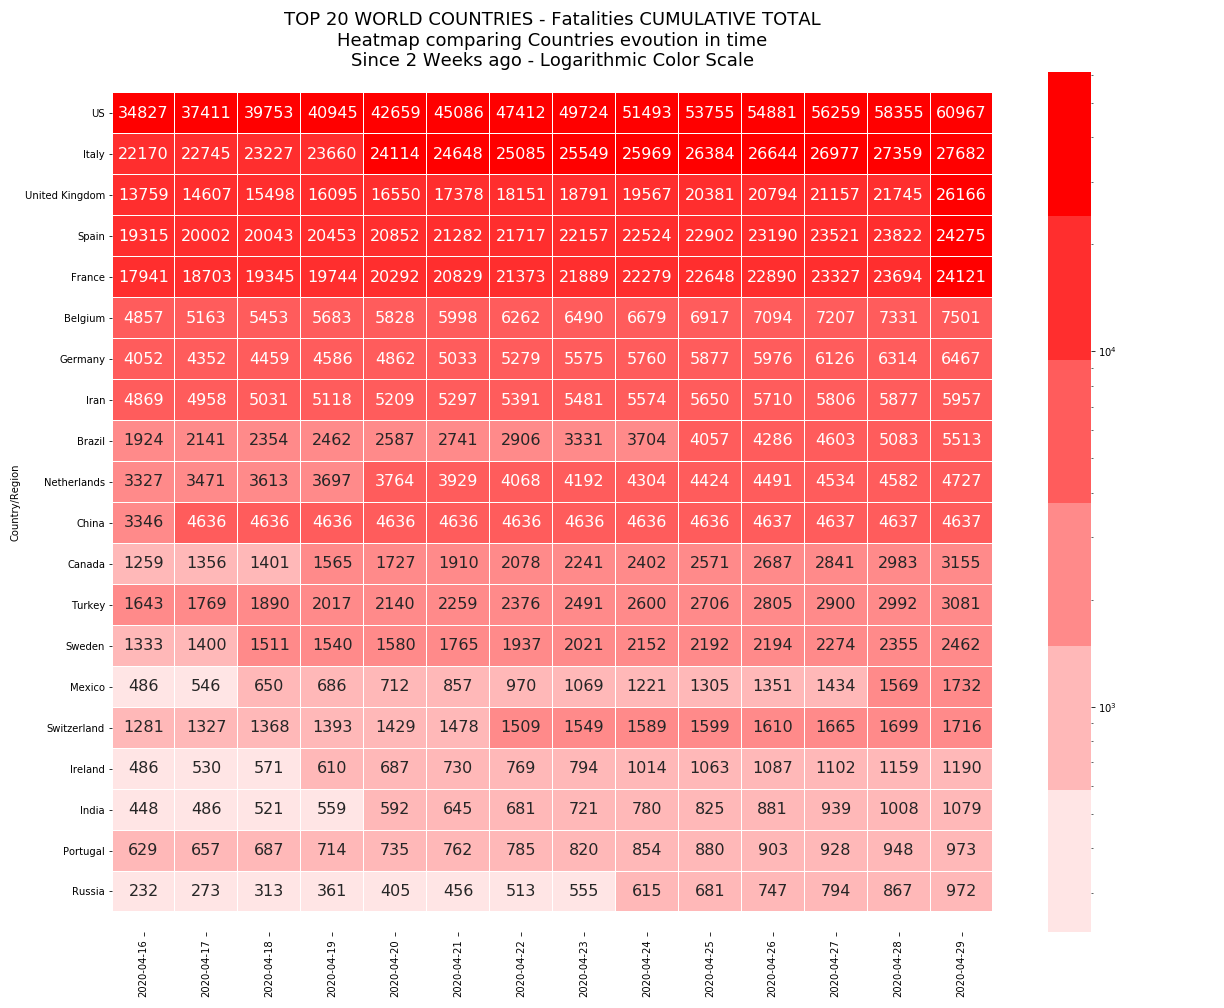 TOP 20 WORLD COUNTRIES - Fatalities CUMULATIVE TOTAL
Heatmap comparing Countries evoution in time
Since 2 Weeks ago - Logarithmic Color Scale
US 34827 37411 39753 40945 42659 45086 47412 49724 51493 53755 54881 56259 58355 60967
Italy 22170 22745 23227 23660 24114 24648 25085 25549 25969 26384 26644 26977 27359 27682
United Kingdom 13759 14607 15498 16095 16550 17378 18151 18791 19567 20381 20794 21157 21745 26166
Spain 19315 20002 20043 20453 20852 21282 21717 22157 22524 22902 23190 23521 23822 24275
France 17941 18703 19345 19744 20292 20829 21373 21889 22279 22648 22890 23327 23694 24121
Belgium 4857 5163 5453 5683 5828 5998 6262 6490 6679 6917 7094 7207 7331 7501
Germany 4052 4352 4459 4586 4862 5033 5279 5575 5760 5877 5976 6126 6314 6467
Iran 4869 4958 5031 5118 5209 5297 5391 5481 5574 5650 5710 5806 5877 5957
Brazil 1924 2141 2354 2462 2587 2741 2906 3331 3704 4057 4286 4603 5083 5513
Netherlands 3327 3471 3613 3697 3764 3929 4068 4192 4304 4424 4491 4534 4582 4727
China 3346 4636 4636 4636 4636 4636 4636 4636 4636 4636 4637 4637 4637 4637
Canada 1259 1356 1401 1565 1727 1910 2078 2241 2402 2571 2687 2841 2983 3155
Turkey 1643 1769 1890 2017 2140 2259 2376 2491 2600 2706 2805 2900 2992 3081
Sweden 1333 1400 1511 1540 1580 1765 1937 2021 2152 2192 2194 2274 2355 2462
Mexico 486 546 650 686 712 857 970 1069 1221 1305 1351 1434 1569 1732
Switzerland 1281 1327 1368 1393 1429 1478 1509 1549 1589 1599 1610 1665 1699 1716
Ireland 486 530 571 610 687 730 769 794 1014 1063 1087 1102 1159 1190
India 448 486 521 559 592 645 681 721 780 825 881 939 1008 1079
Portugal 629 657 687 714 735 762 785 820 854 880 903 928 948 973
Russia 232 273 313 361 405 456 513 555 615 681 747 794 867 972
2020-04-16 2020-04-17 2020-04-18 2020-04-19 2020-04-20 2020-04-21 2020-04-22 2020-04-23 2020-04-24 2020-04-25 2020-04-26 2020-04-27 2020-04-28 2020-04-29
Country/Region
10⁴
10³